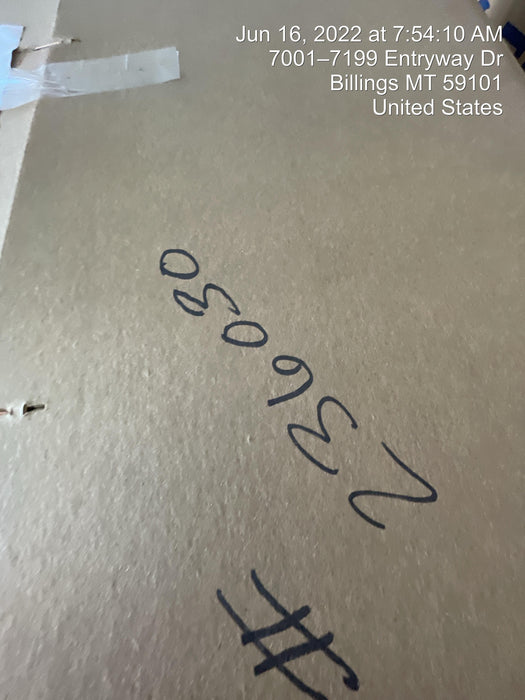 Jun 16, 2022 at 7:54:10 AM
7001–7199 Entryway Dr
Billings MT 59101
United States
# 236030